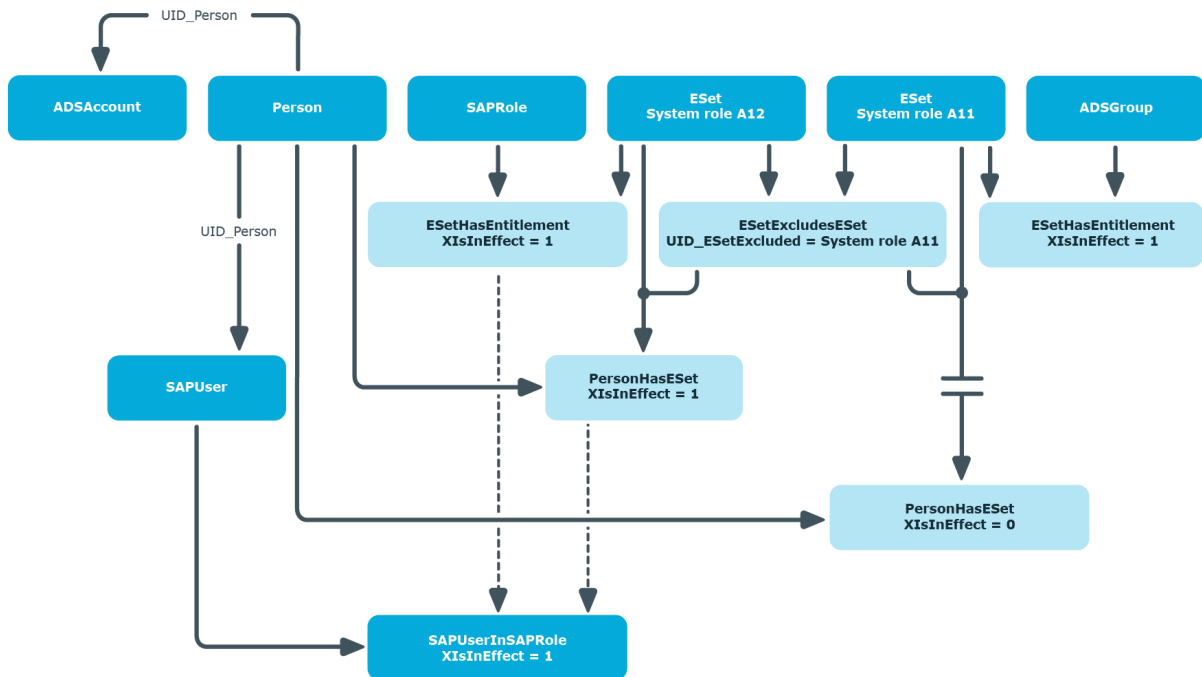 UID_Person
ADSAccount
Person
SAPRole
ESet
System role A12
ESet
System role A11
ADSGroup
UID_Person
ESetHasEntitlement
XIsInEffect = 1
ESetExcludesESet
UID_ESetExcluded = System role A11
ESetHasEntitlement
XIsInEffect = 1
SAPUser
PersonHasESet
XIsInEffect = 1
PersonHasESet
XIsInEffect = 0
SAPUserInSAPRole
XIsInEffect = 1